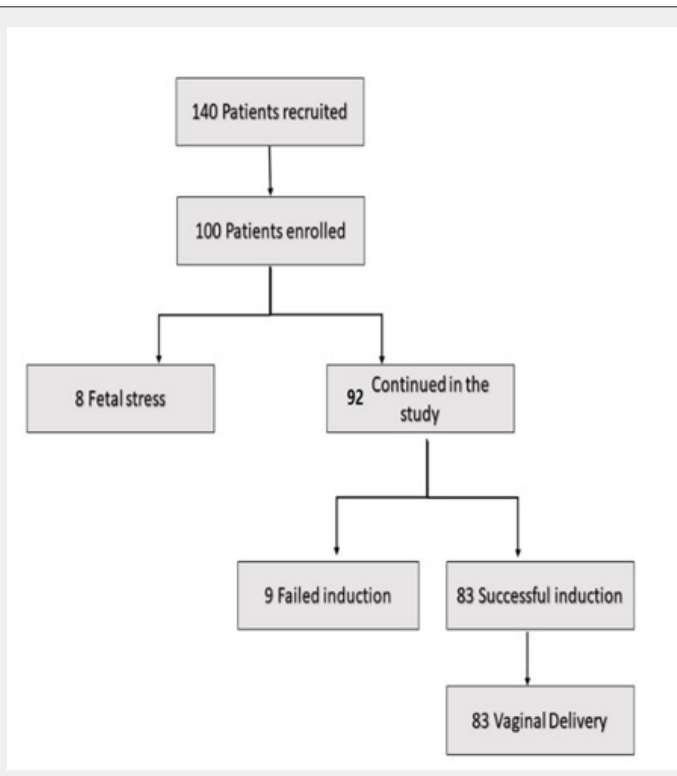 140 Patients recruited
100 Patients enrolled
8 Fetal stress
92 Continued in the
study
9 Failed induction
83 Successful induction
83 Vaginal Delivery